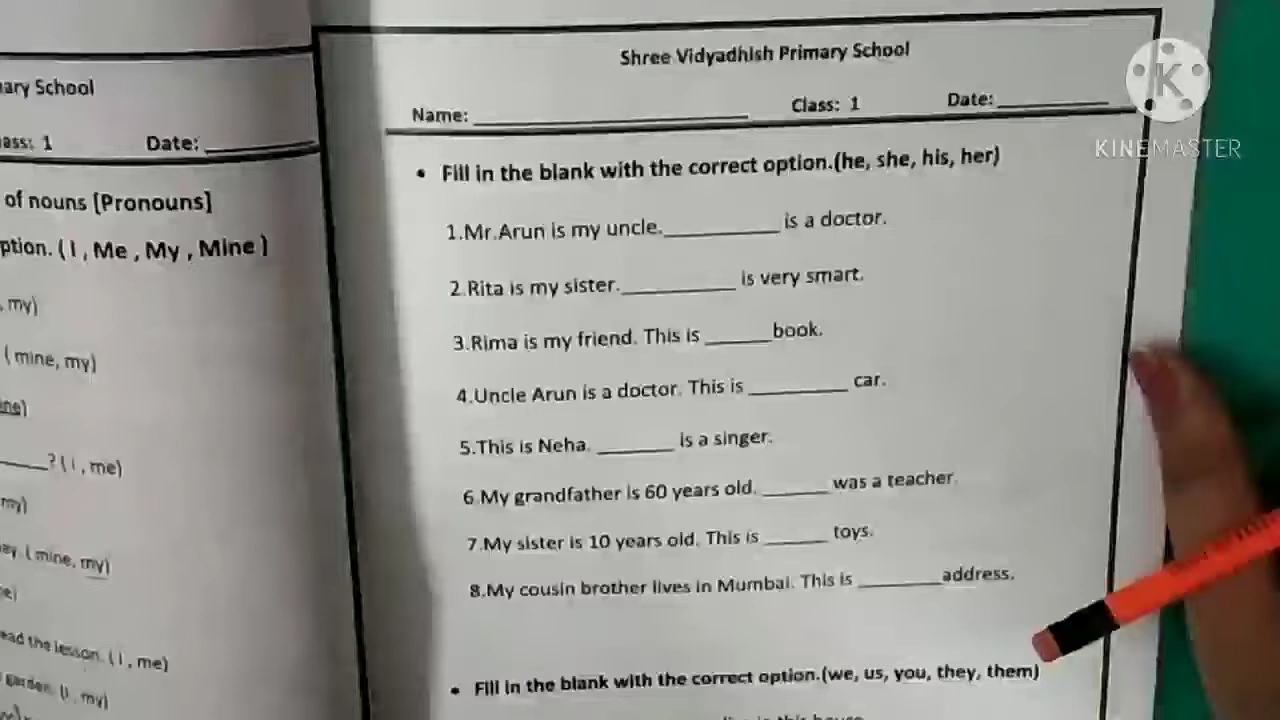 ary School
ass: 1 Date:
of nouns [Pronouns]
ption. ( I , Me , My , Mine )
, my)
( mine, my)
? ( I , me)
my)
( mine, my)
ead the lesson. ( I , me)
garden. (I, my)
Shree Vidyadhish Primary School
Name: Class: 1 Date:
• Fill in the blank with the correct option.(he, she, his, her)
1.Mr.Arun is my uncle.__________ is a doctor.
2.Rita is my sister.__________ is very smart.
3.Rima is my friend. This is ______book.
4.Uncle Arun is a doctor. This is _________ car.
5.This is Neha. _______ is a singer.
6.My grandfather is 60 years old. ______ was a teacher.
7.My sister is 10 years old. This is ______ toys.
8.My cousin brother lives in Mumbai. This is ________address.
• Fill in the blank with the correct option.(we, us, you, they, them)
K
KINEMASTER